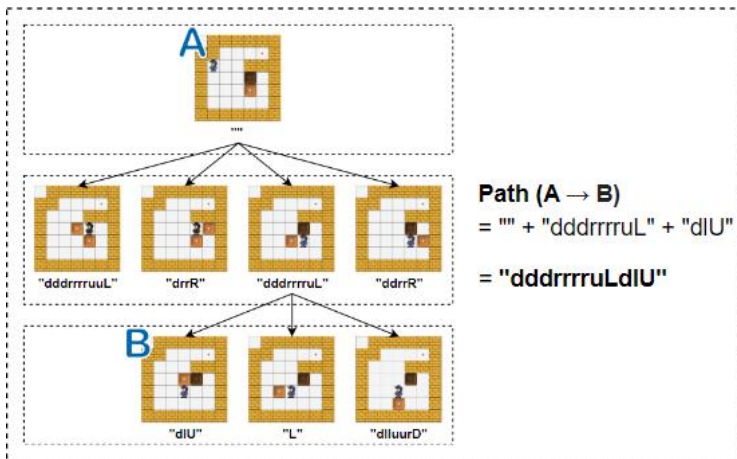 A
""
"dddrrrruuL" "drrR" "dddrrrruL" "ddrrR"
Path (A → B)
= "" + "dddrrrruL" + "dlU"
= "dddrrrruLdlU"
B
"dlU" "L" "dlluurD"